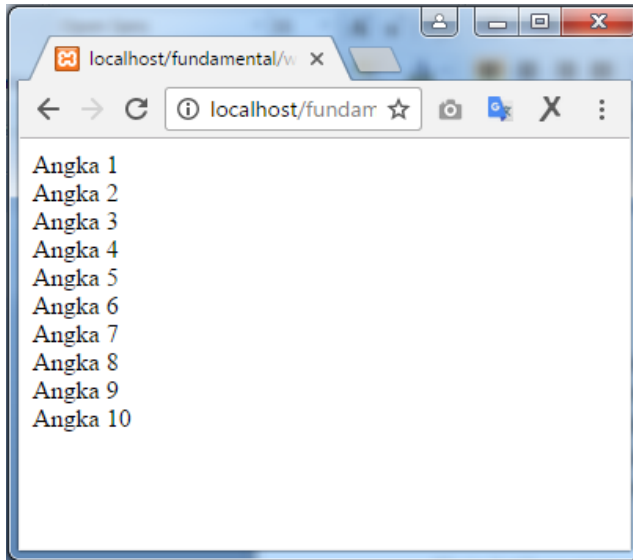 localhost/fundamental/w
localhost/fundam
Angka 1
Angka 2
Angka 3
Angka 4
Angka 5
Angka 6
Angka 7
Angka 8
Angka 9
Angka 10